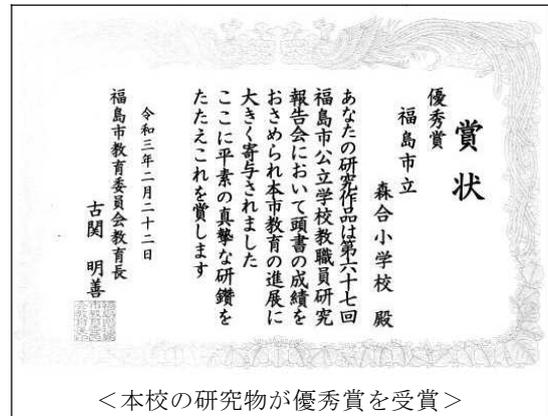 賞状
優秀賞
福島市立
森合小学校 殿
あなたの研究作品は第六十七回
福島市公立学校教職員研究
報告会において頭書の成績を
おさめられ本市教育の進展に
大きく寄与されました
ここに平素の真摯な研鑽を
たたえこれを賞します
令和三年二月二十二日
福島市教育委員会教育長
古関 明善
＜本校の研究物が優秀賞を受賞＞